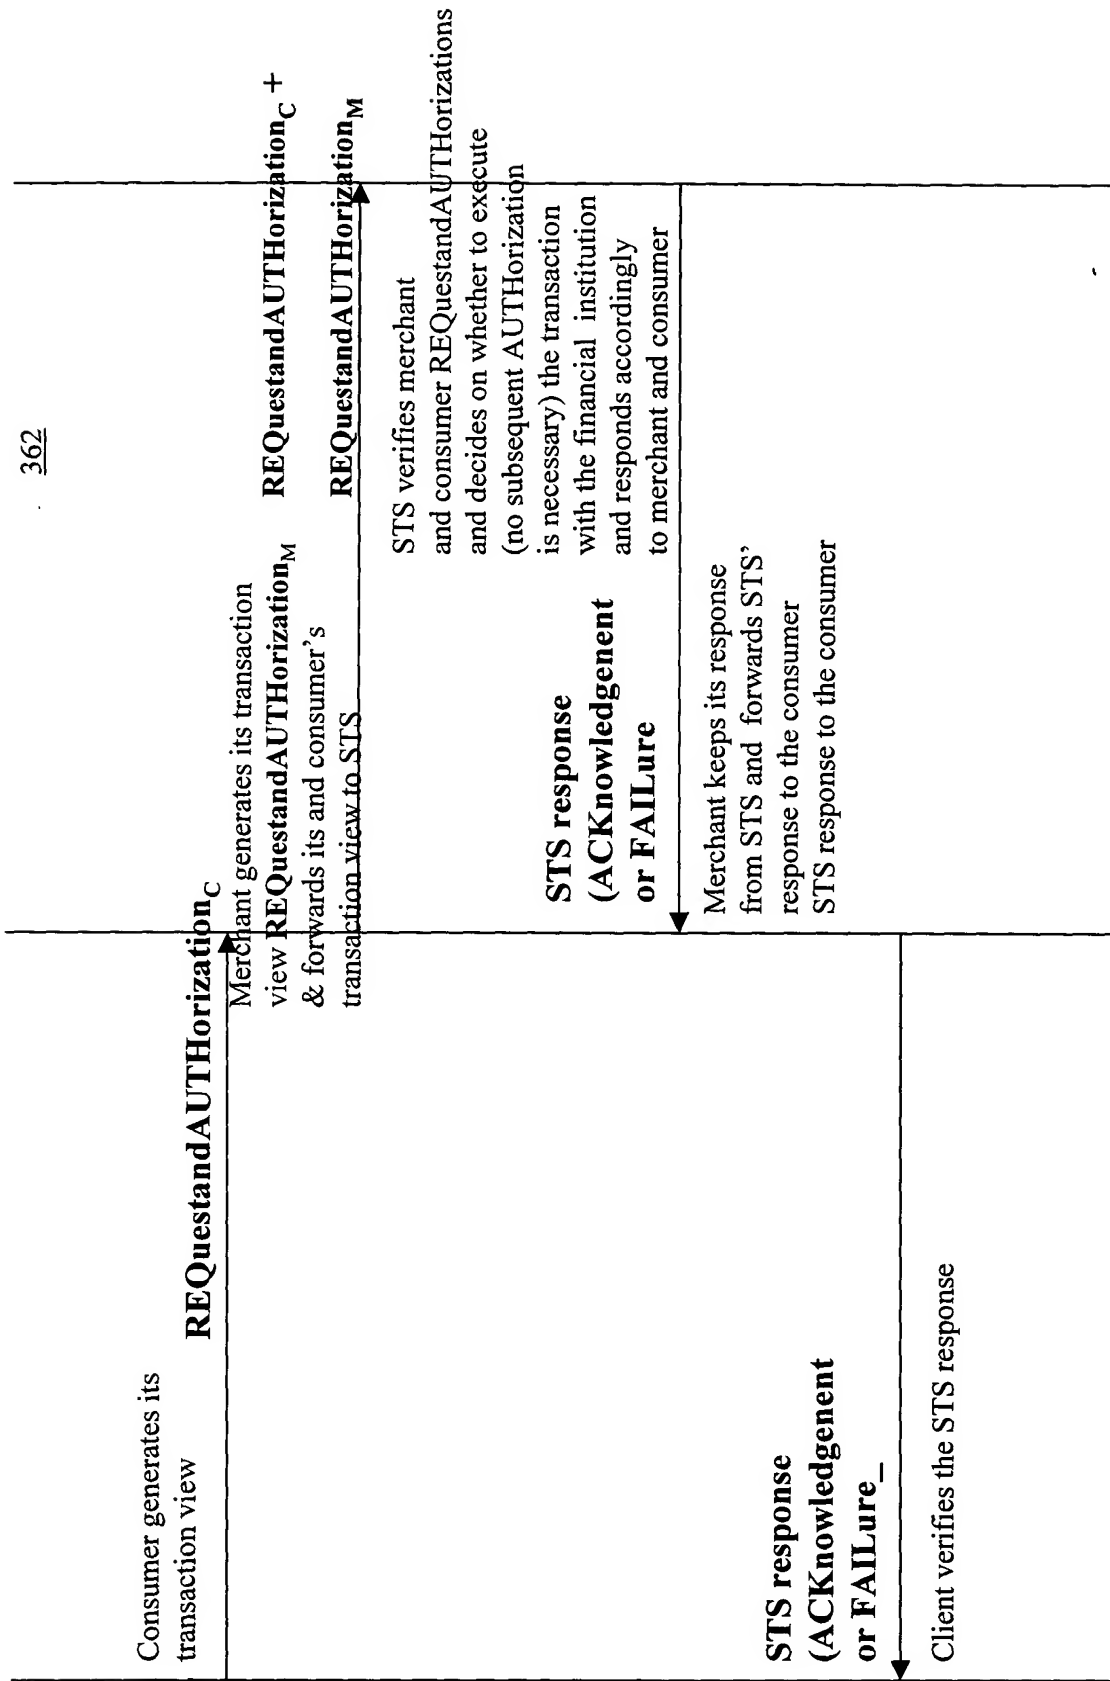 362
Consumer generates its
transaction view
REQuestandAUTHorization_C
Merchant generates its transaction
view REQuestandAUTHorization_M
& forwards its and consumer's
transaction view to STS
REQuestandAUTHorization_C +
REQuestandAUTHorization_M
STS verifies merchant
and consumer REQuestandAUTHorizations
and decides on whether to execute
(no subsequent AUTHorization
is necessary) the transaction
with the financial institution
and responds accordingly
to merchant and consumer
STS response
(ACKnowledgenent
or FAILure
Merchant keeps its response
from STS and forwards STS'
response to the consumer
STS response to the consumer
STS response
(ACKnowledgenent
or FAILure_
Client verifies the STS response